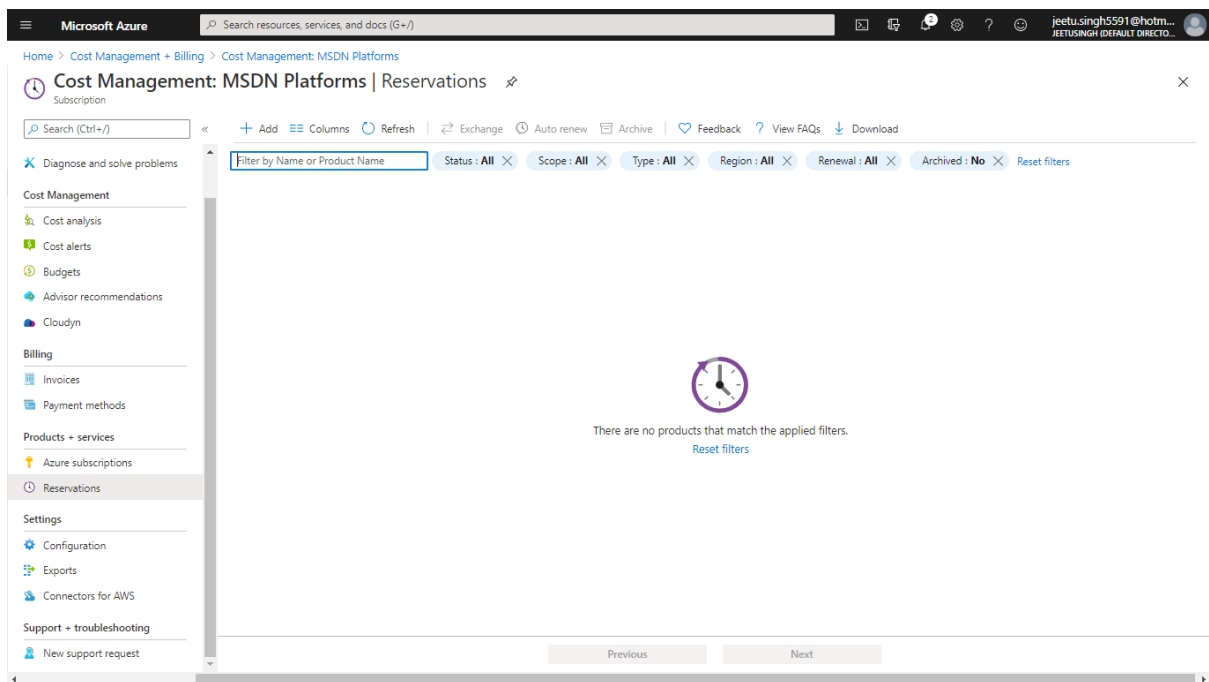 Microsoft Azure
Search resources, services, and docs (G+/)
2
jeetu.singh5591@hotm...
JEETUSINGH (DEFAULT DIRECTO...
Home > Cost Management + Billing > Cost Management: MSDN Platforms
Cost Management: MSDN Platforms | Reservations
Subscription
Search (Ctrl+/)
Add Columns Refresh Exchange Auto renew Archive Feedback View FAQs Download
Diagnose and solve problems
Filter by Name or Product Name
Status : All Scope : All Type : All Region : All Renewal : All Archived : No Reset filters
Cost Management
Cost analysis
Cost alerts
Budgets
Advisor recommendations
Cloudyn
Billing
Invoices
Payment methods
Products + services
Azure subscriptions
Reservations
Settings
Configuration
Exports
Connectors for AWS
Support + troubleshooting
New support request
There are no products that match the applied filters.
Reset filters
Previous Next